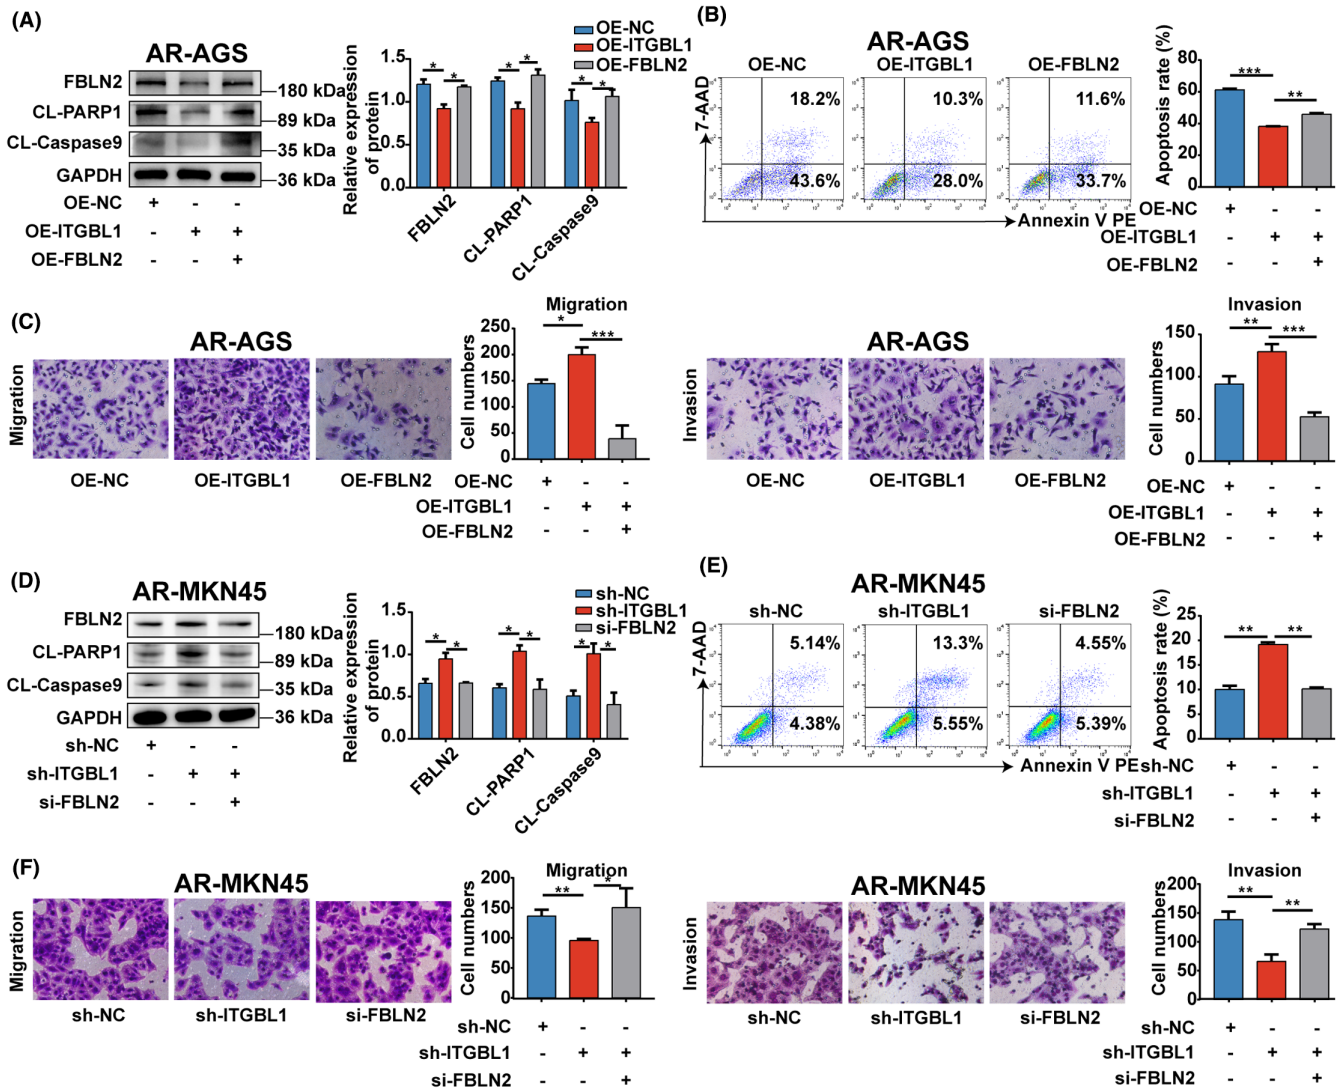 (A)
AR-AGS
FBLN2
CL-PARP1
CL-Caspase9
GAPDH
180 kDa
89 kDa
35 kDa
36 kDa
OE-NC + - -
OE-ITGBL1 - + +
OE-FBLN2 - - +
OE-NC
OE-ITGBL1
OE-FBLN2
Relative expression
of protein
1.5
1.0
0.5
0.0
* * * * * *
FBLN2
CL-PARP1
CL-Caspase9
(B)
AR-AGS
OE-NC OE-ITGBL1 OE-FBLN2
7-AAD
18.2% 10.3% 11.6%
43.6% 28.0% 33.7%
Annexin V PE
Apoptosis rate (%)
80
60
40
20
0
*** **
OE-NC + - -
OE-ITGBL1 - + +
OE-FBLN2 - - +
(C)
AR-AGS
Migration
OE-NC OE-ITGBL1 OE-FBLN2
Migration
Cell numbers
250
200
150
100
50
0
* ***
OE-NC + - -
OE-ITGBL1 - + +
OE-FBLN2 - - +
AR-AGS
Invasion
OE-NC OE-ITGBL1 OE-FBLN2
Invasion
Cell numbers
150
100
50
0
** ***
OE-NC + - -
OE-ITGBL1 - + +
OE-FBLN2 - - +
(D)
AR-MKN45
FBLN2
CL-PARP1
CL-Caspase9
GAPDH
180 kDa
89 kDa
35 kDa
36 kDa
sh-NC + - -
sh-ITGBL1 - + +
si-FBLN2 - - +
sh-NC
sh-ITGBL1
si-FBLN2
Relative expression
of protein
1.5
1.0
0.5
0.0
* * * * * *
FBLN2
CL-PARP1
CL-Caspase9
(E)
AR-MKN45
sh-NC sh-ITGBL1 si-FBLN2
7-AAD
5.14% 13.3% 4.55%
4.38% 5.55% 5.39%
Annexin V PE
Apoptosis rate (%)
25
20
15
10
5
0
** **
sh-NC + - -
sh-ITGBL1 - + +
si-FBLN2 - - +
(F)
AR-MKN45
Migration
sh-NC sh-ITGBL1 si-FBLN2
Migration
Cell numbers
200
150
100
50
0
** *
sh-NC + - -
sh-ITGBL1 - + +
si-FBLN2 - - +
AR-MKN45
Invasion
sh-NC sh-ITGBL1 si-FBLN2
Invasion
Cell numbers
200
150
100
50
0
** **
sh-NC + - -
sh-ITGBL1 - + +
si-FBLN2 - - +